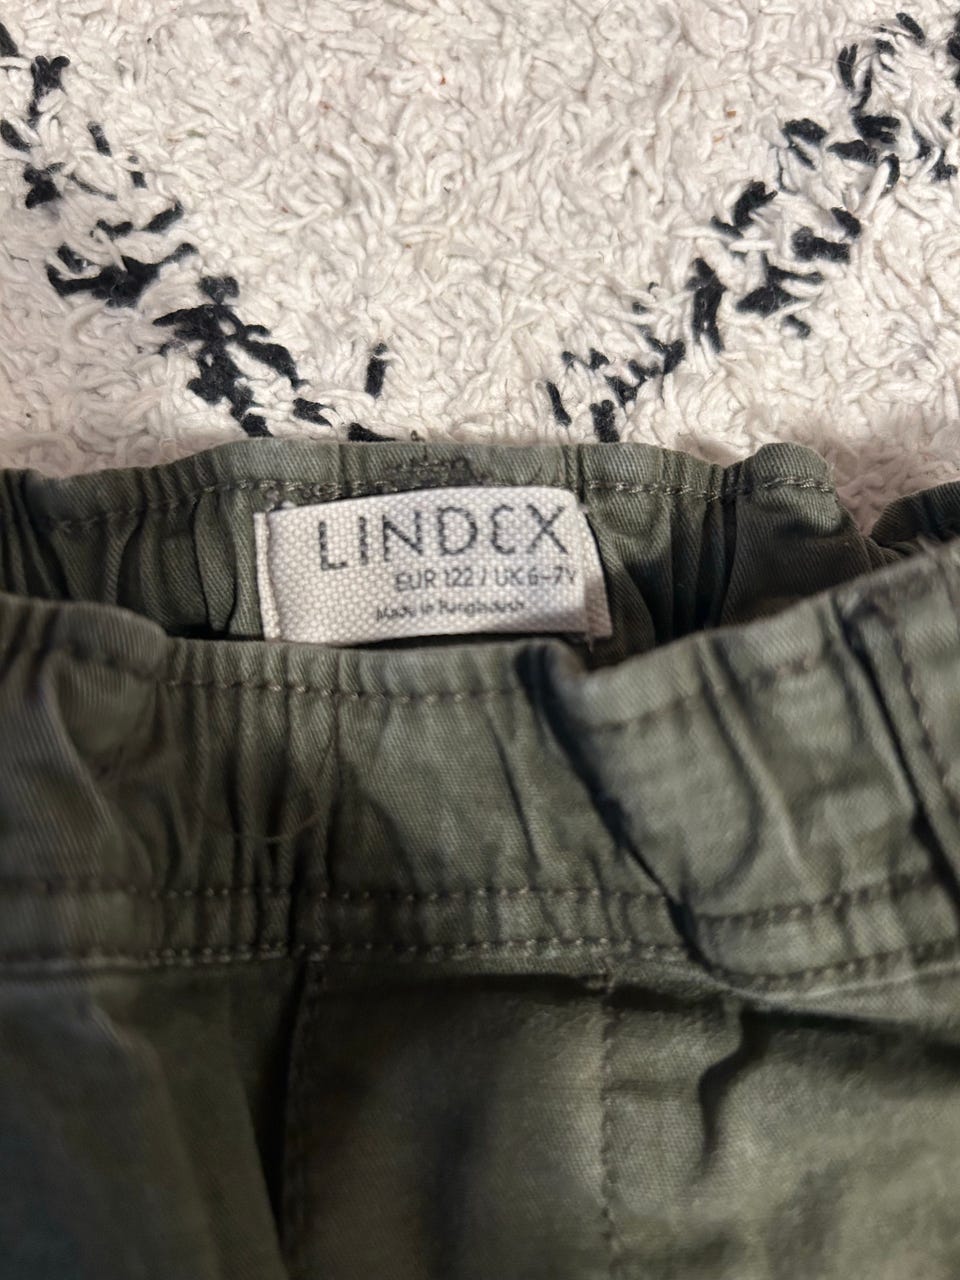 LINDEX
EUR 122 / UK 6-7Y
Made in Bangladesh